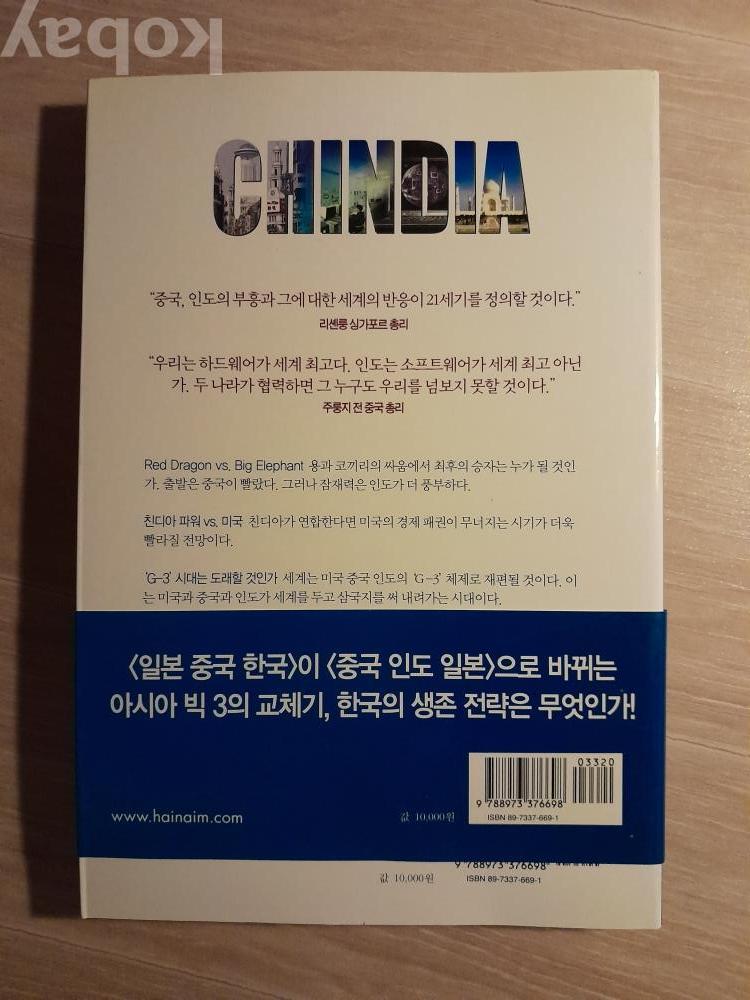 kobay
CHINDIA
“중국, 인도의 부흥과 그에 대한 세계의 반응이 21세기를 정의할 것이다.”
리셴룽 싱가포르 총리
“우리는 하드웨어가 세계 최고다. 인도는 소프트웨어가 세계 최고 아닌
가. 두 나라가 협력하면 그 누구도 우리를 넘보지 못할 것이다.”
주룽지 전 중국 총리
Red Dragon vs. Big Elephant 용과 코끼리의 싸움에서 최후의 승자는 누가 될 것인
가. 출발은 중국이 빨랐다. 그러나 잠재력은 인도가 더 풍부하다.
친디아 파워 vs. 미국 친디아가 연합한다면 미국의 경제 패권이 무너지는 시기가 더욱
빨라질 전망이다.
‘G-3’ 시대는 도래할 것인가 세계는 미국 중국 인도의 ‘G-3’ 체제로 재편될 것이다. 이
는 미국과 중국과 인도가 세계를 두고 삼국지를 써 내려가는 시대이다.
〈일본 중국 한국〉이 〈중국 인도 일본〉으로 바뀌는
아시아 빅 3의 교체기, 한국의 생존 전략은 무엇인가!
03320
9 788973 376698
www.hainaim.com
값 10,000원
ISBN 89-7337-669-1
9 788973 376698
값 10,000원
ISBN 89-7337-669-1